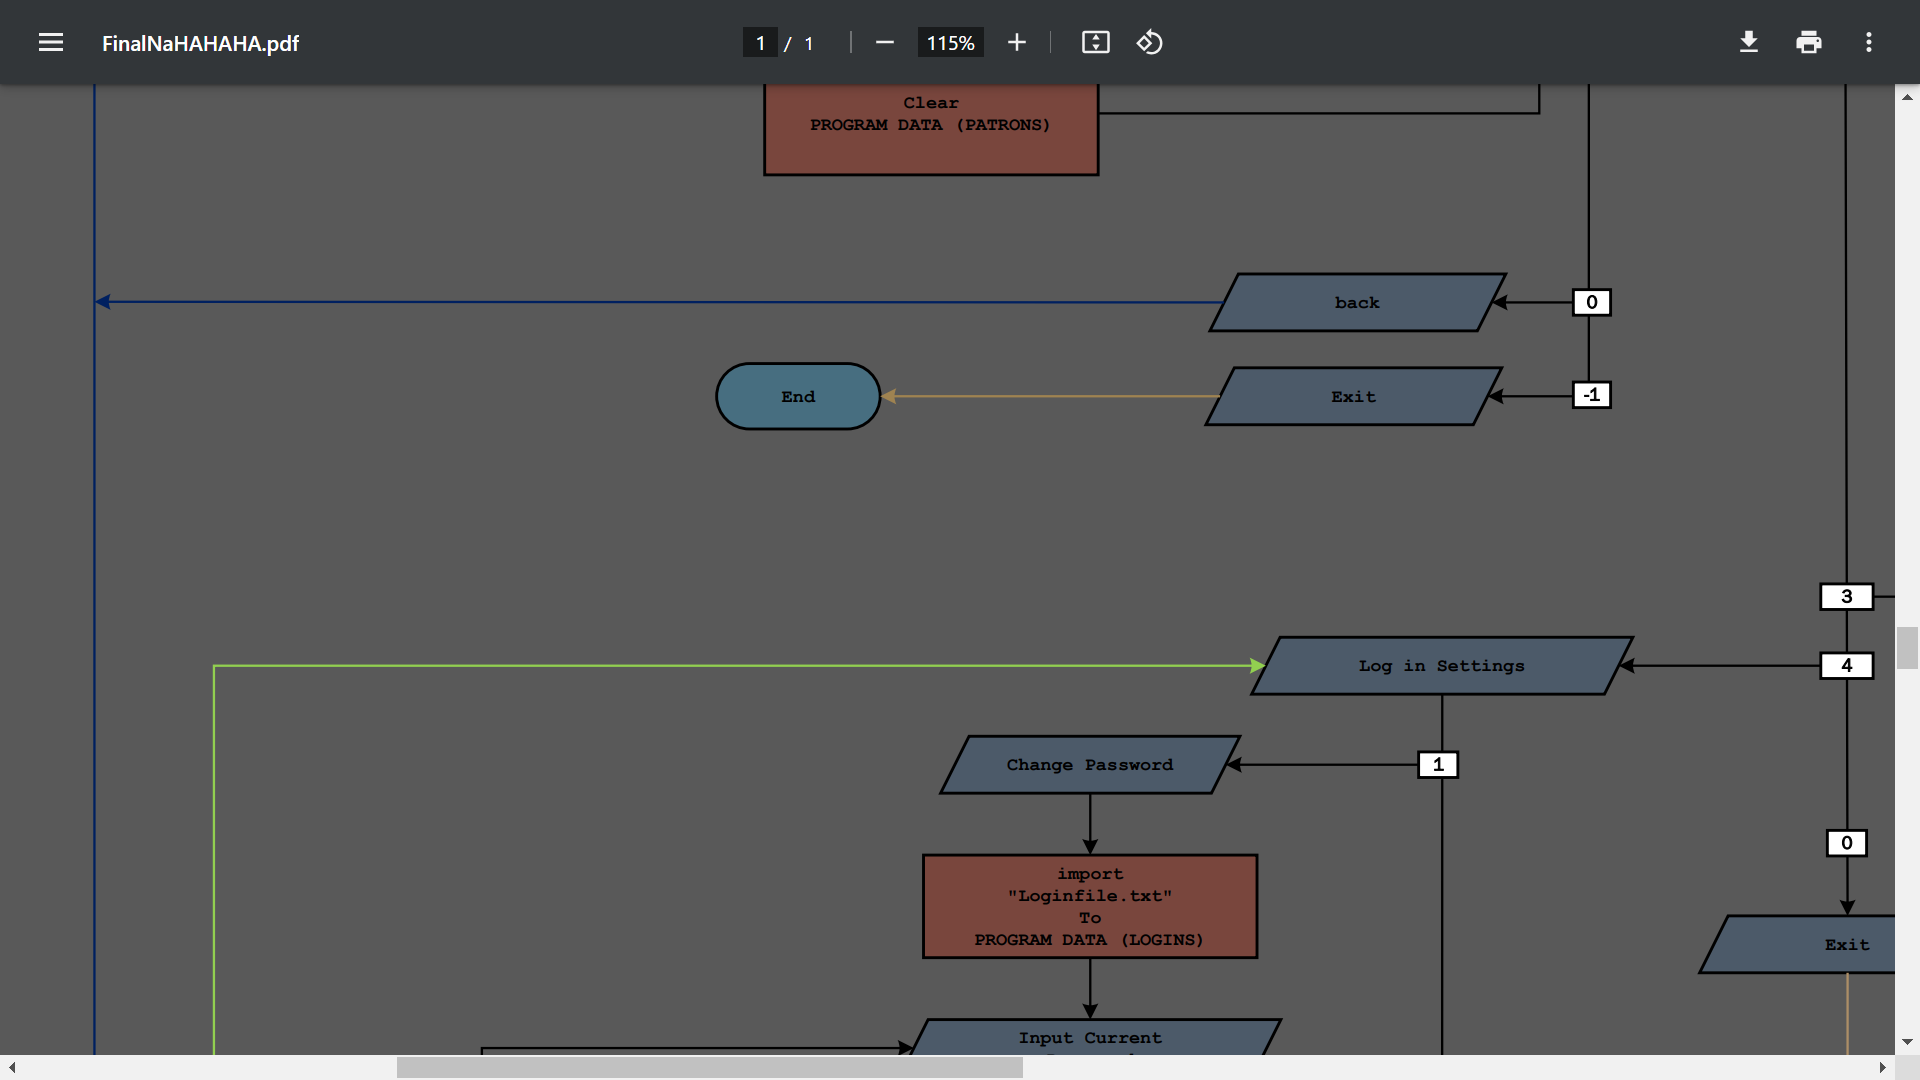 FinalNaHAHAHA.pdf
1 / 1
115%
Clear
PROGRAM DATA (PATRONS)
back
0
End
Exit
-1
3
Log in Settings
4
Change Password
1
import
"Loginfile.txt"
To
PROGRAM DATA (LOGINS)
0
Exit
Input Current